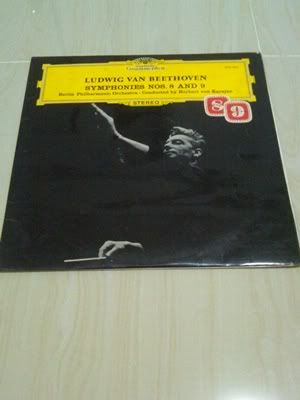 LUDWIG VAN BEETHOVEN
SYMPHONIES NOS. 8 AND 9
Berlin Philharmonic Orchestra · Conducted by Herbert von Karajan
STEREO
8
9